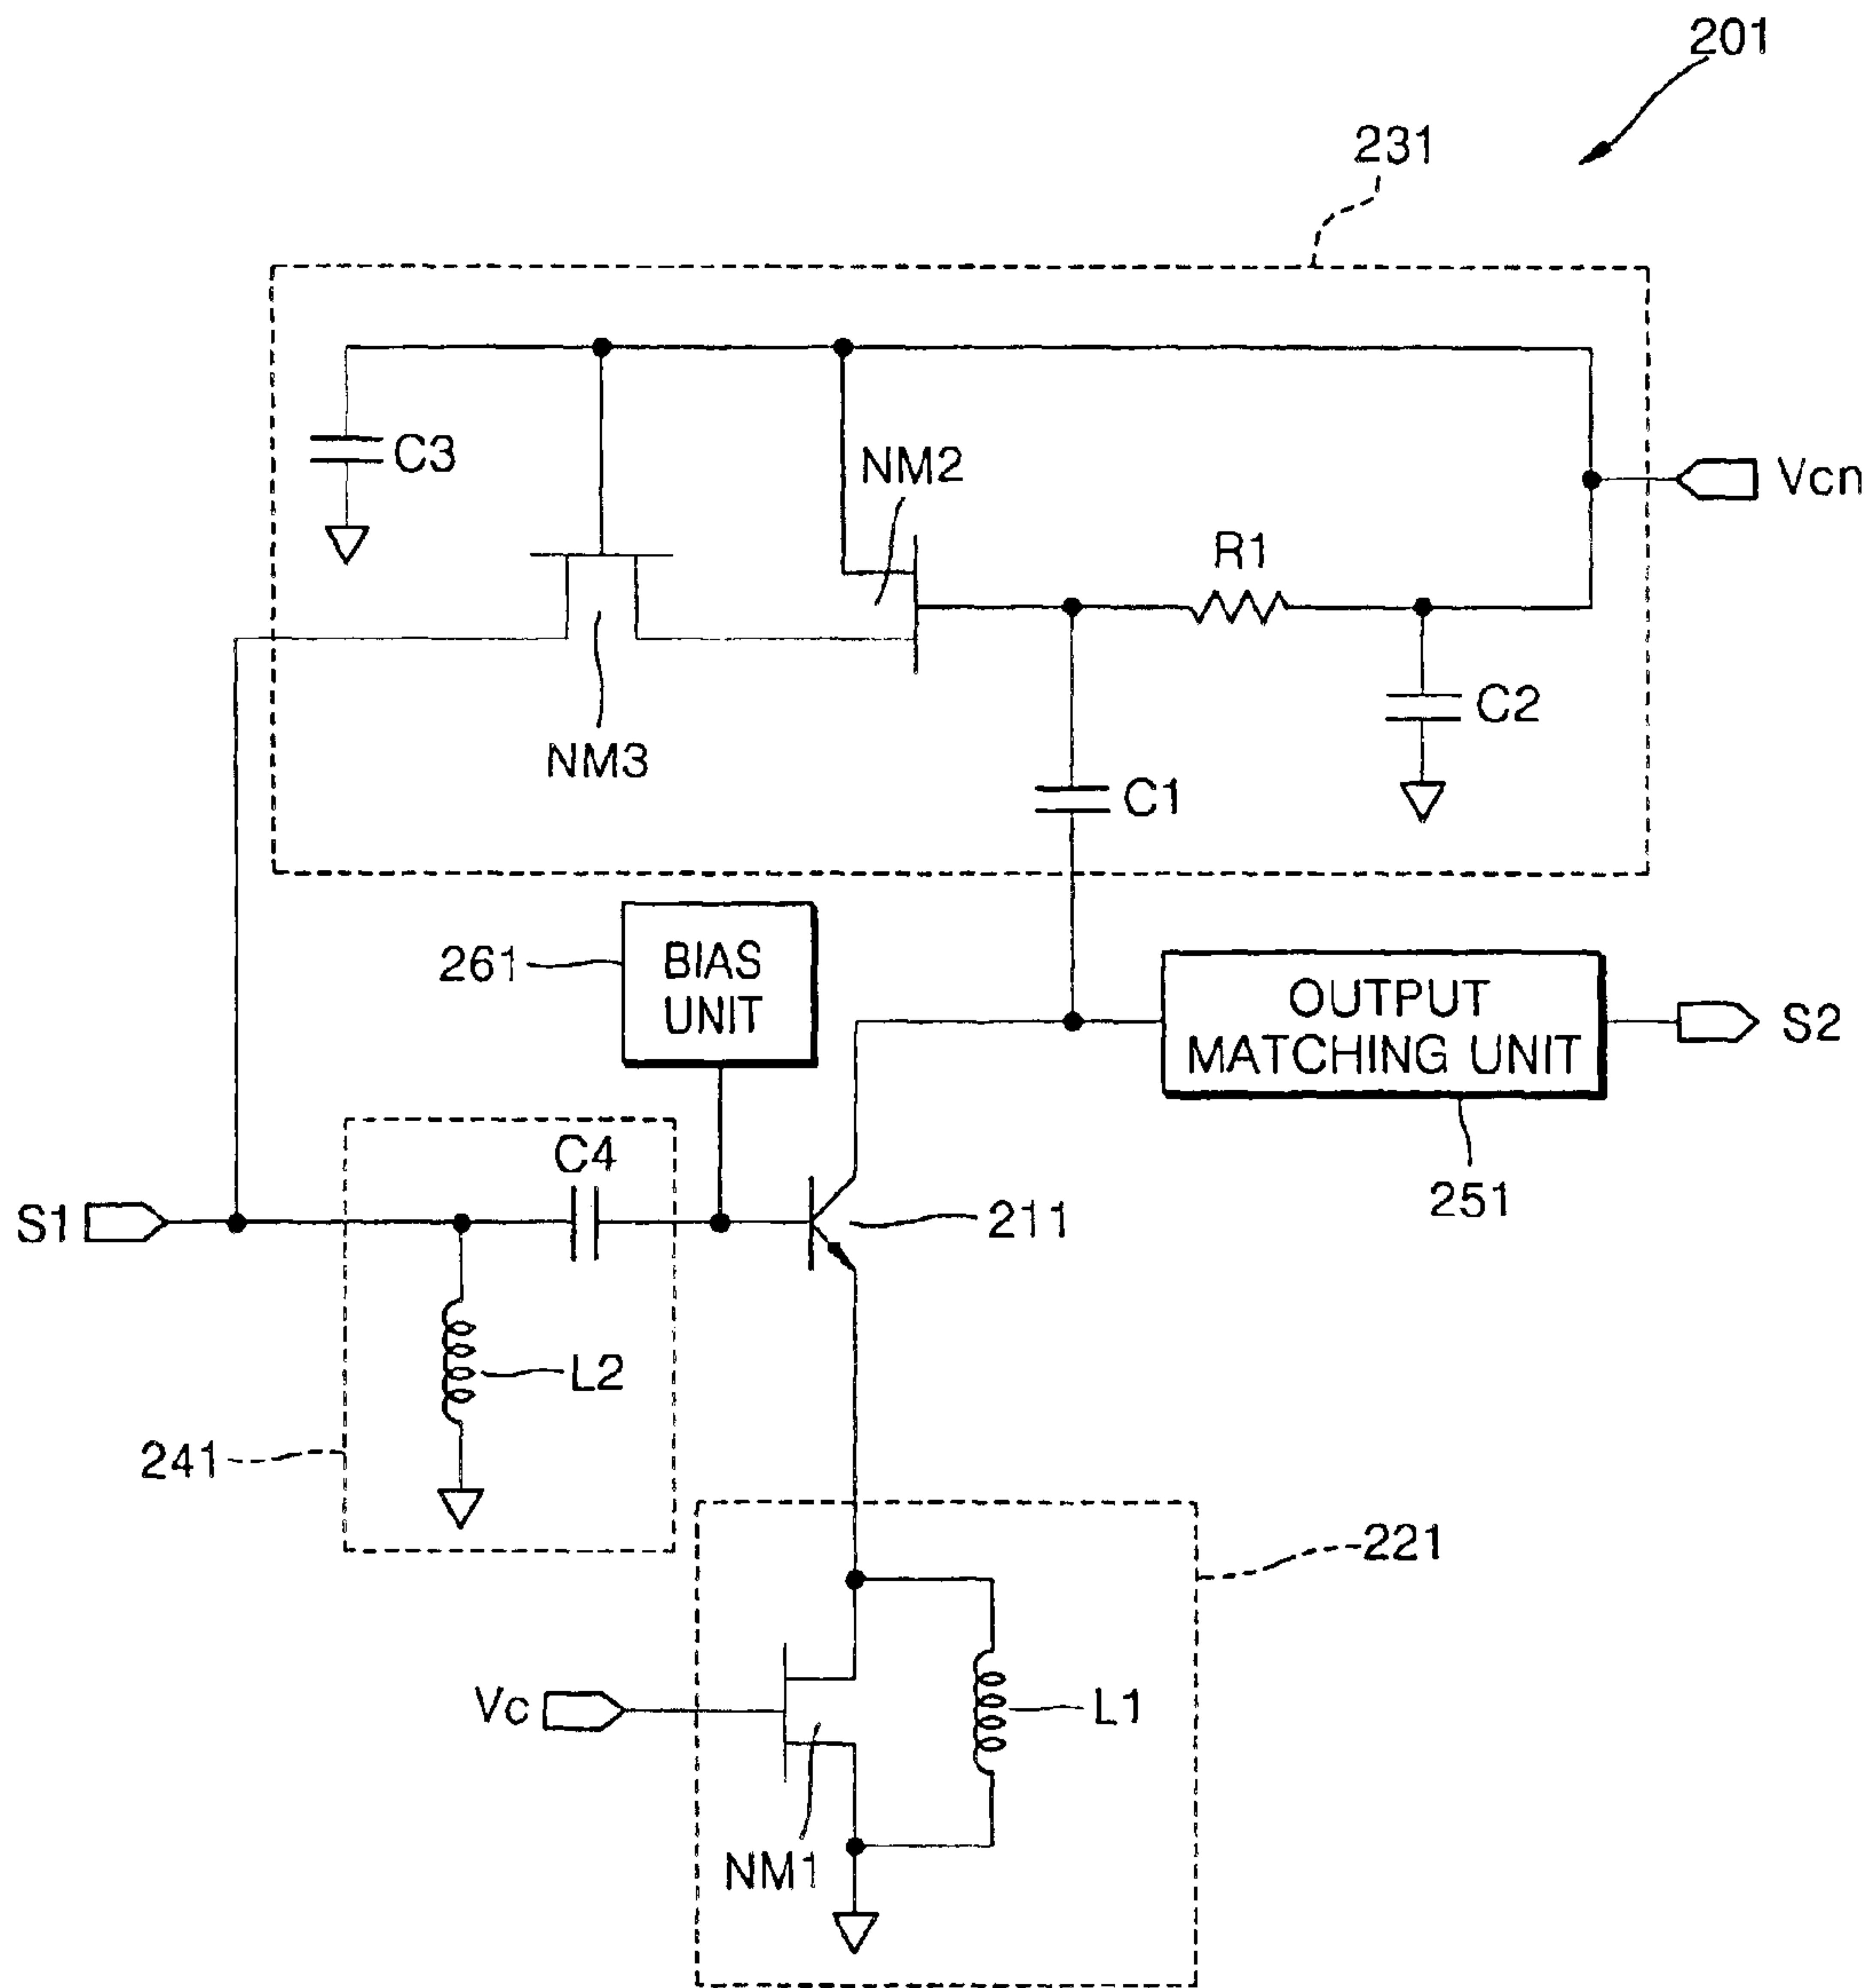 201
231
C3
NM2
Vcn
R1
C2
NM3
C1
261
BIAS
UNIT
OUTPUT
MATCHING UNIT
S2
C4
251
S1
211
L2
241
221
Vc
L1
NM1